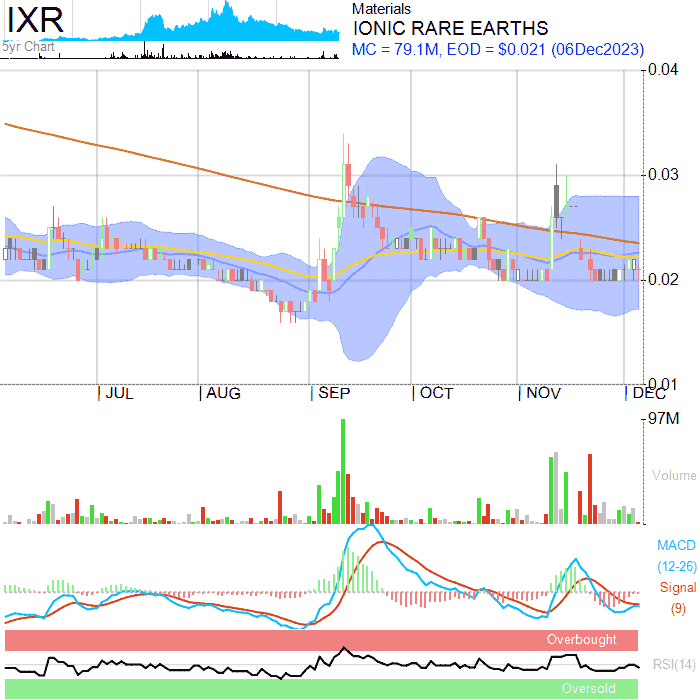 IXR
5yr Chart
Materials
IONIC RARE EARTHS
MC = 79.1M, EOD = $0.021 (06Dec2023)
0.04
0.03
0.02
0.01
JUL
AUG
SEP
OCT
NOV
DEC
97M
Volume
MACD
(12-26)
Signal
(9)
Overbought
RSI(14)
Oversold